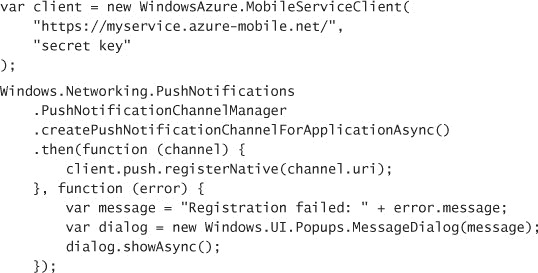 var client = new WindowsAzure.MobileServiceClient(
    "https://myservice.azure-mobile.net/",
    "secret key"
);
Windows.Networking.PushNotifications
    .PushNotificationChannelManager
    .createPushNotificationChannelForApplicationAsync()
    .then(function (channel) {
        client.push.registerNative(channel.uri);
    }, function (error) {
        var message = "Registration failed: " + error.message;
        var dialog = new Windows.UI.Popups.MessageDialog(message);
        dialog.showAsync();
    });